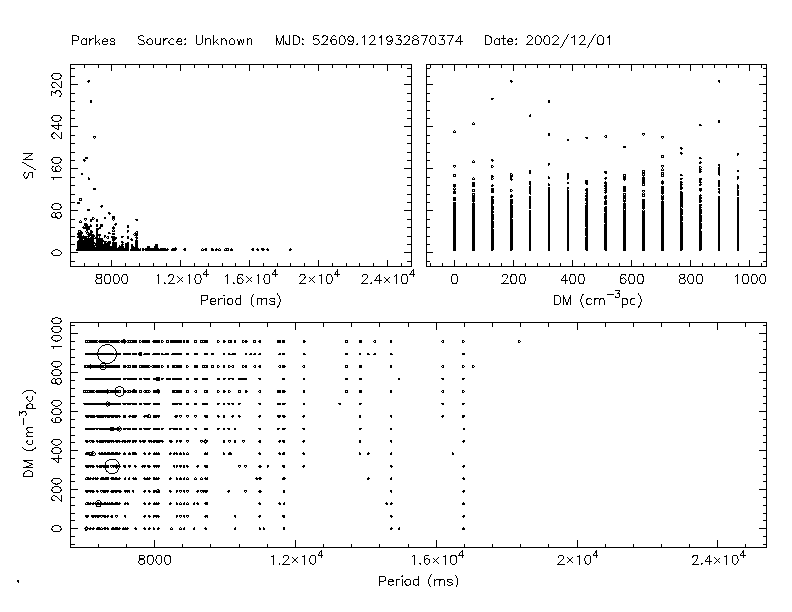 Parkes Source: Unknown MJD: 52609.121932870374 Date: 2002/12/01
320
240
160
80
0
S/N
8000 1.2×10⁴ 1.6×10⁴ 2×10⁴ 2.4×10⁴
Period (ms)
0 200 400 600 800 1000
DM (cm⁻³pc)
1000
800
600
400
200
0
DM (cm⁻³pc)
8000 1.2×10⁴ 1.6×10⁴ 2×10⁴ 2.4×10⁴
Period (ms)